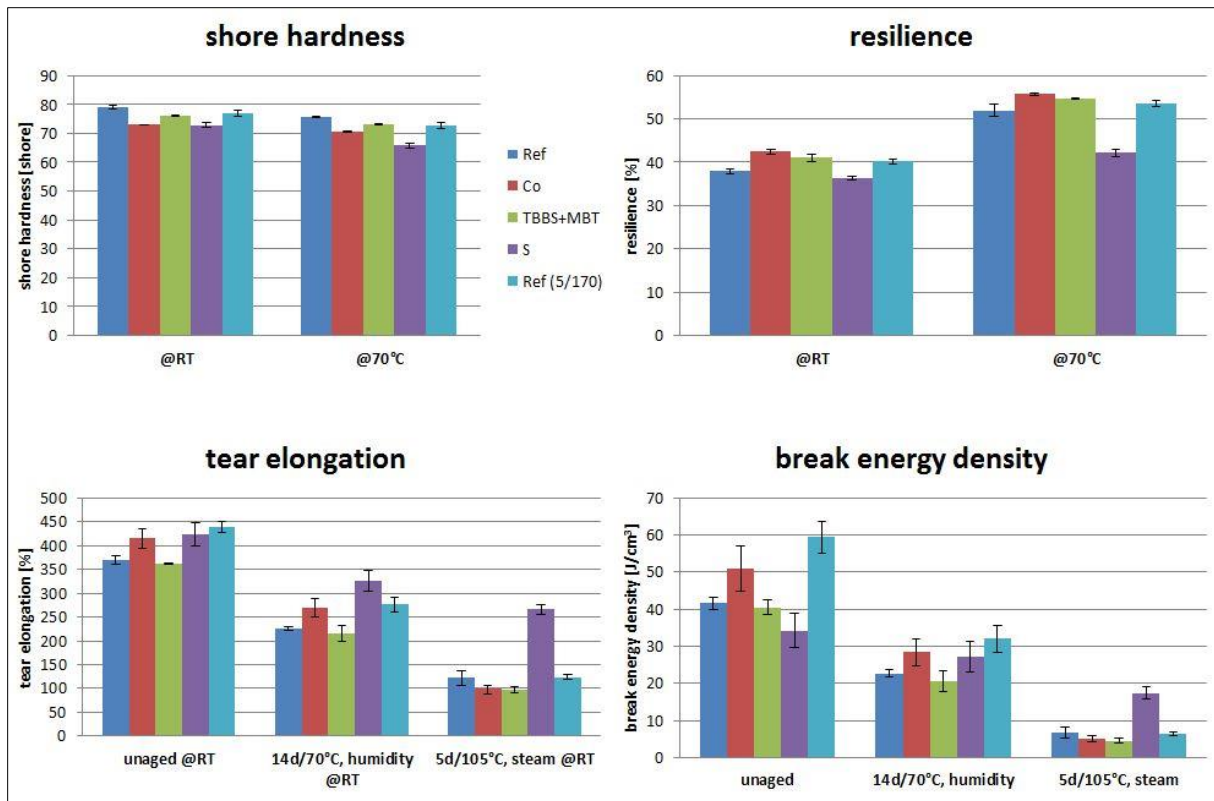 shore hardness
shore hardness [shore]
90
80
70
60
50
40
30
20
10
0
@RT
@70°C
Ref
Co
TBBS+MBT
S
Ref (5/170)
resilience
resilience [%]
60
50
40
30
20
10
0
@RT
@70°C
tear elongation
tear elongation [%]
500
450
400
350
300
250
200
150
100
50
0
unaged @RT
14d/70°C, humidity
@RT
5d/105°C, steam @RT
break energy density
break energy density [J/cm³]
70
60
50
40
30
20
10
0
unaged
14d/70°C, humidity
5d/105°C, steam